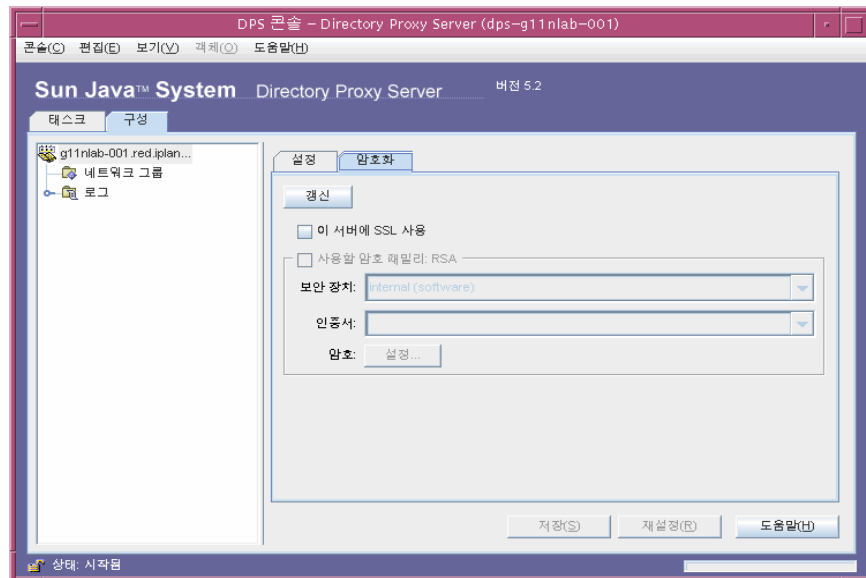 DPS 콘솔 – Directory Proxy Server (dps-g11nlab-001)
콘솔(C) 편집(E) 보기(V) 객체(O) 도움말(H)
Sun Java™ System Directory Proxy Server 버전 5.2
태스크 구성
g11nlab-001.red.iplan...
네트워크 그룹
로그
설정 암호화
갱신
이 서버에 SSL 사용
사용할 암호 패밀리: RSA
보안 장치: internal (software)
인증서:
암호: 설정...
저장(S) 재설정(R) 도움말(H)
상태: 시작됨